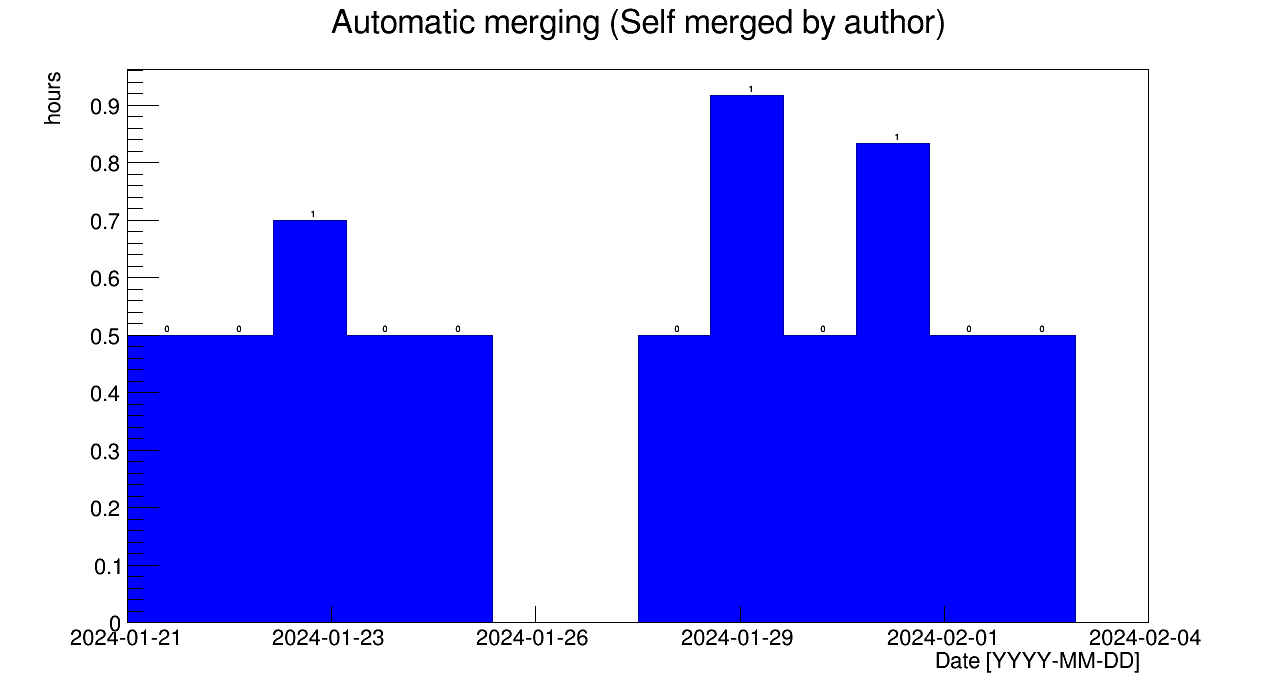 Automatic merging (Self merged by author)
hours
0.9
0.8
0.7
0.6
0.5
0.4
0.3
0.2
0.1
0
0 0 1 0 0 0 1 0 1 0 0
2024-01-21 2024-01-23 2024-01-26 2024-01-29 2024-02-01 2024-02-04
Date [YYYY-MM-DD]